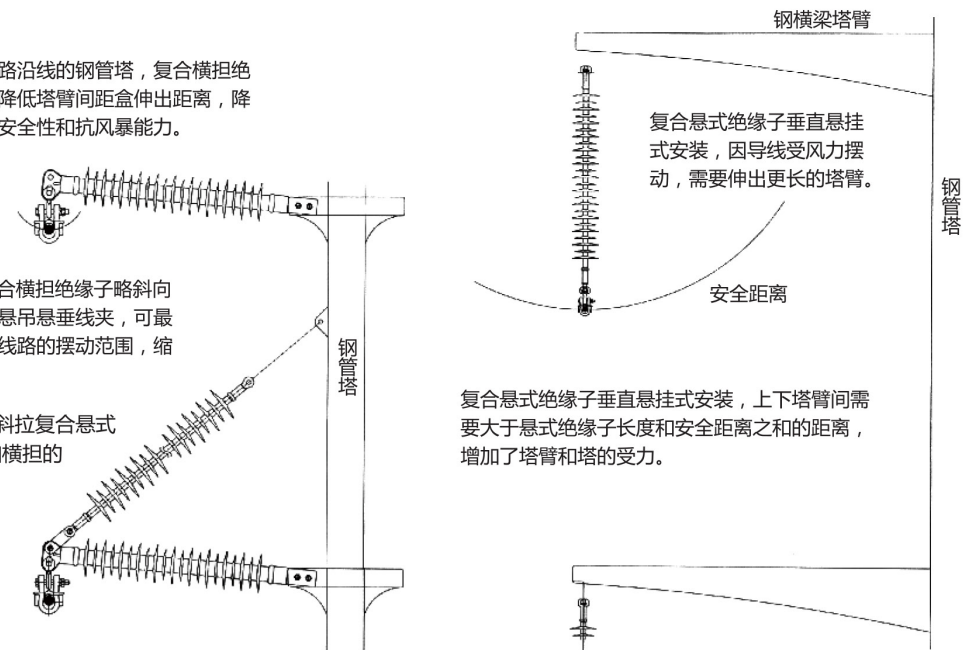 钢横梁塔臂
路沿线的钢管塔，复合横担绝
降低塔臂间距盒伸出距离，降
安全性和抗风暴能力。
复合悬式绝缘子垂直悬挂
式安装，因导线受风力摆
动，需要伸出更长的塔臂。
钢管塔
安全距离
合横担绝缘子略斜向
悬吊悬垂线夹，可最
线路的摆动范围，缩
钢管塔
斜拉复合悬式
横担的
复合悬式绝缘子垂直悬挂式安装，上下塔臂间需
要大于悬式绝缘子长度和安全距离之和的距离，
增加了塔臂和塔的受力。